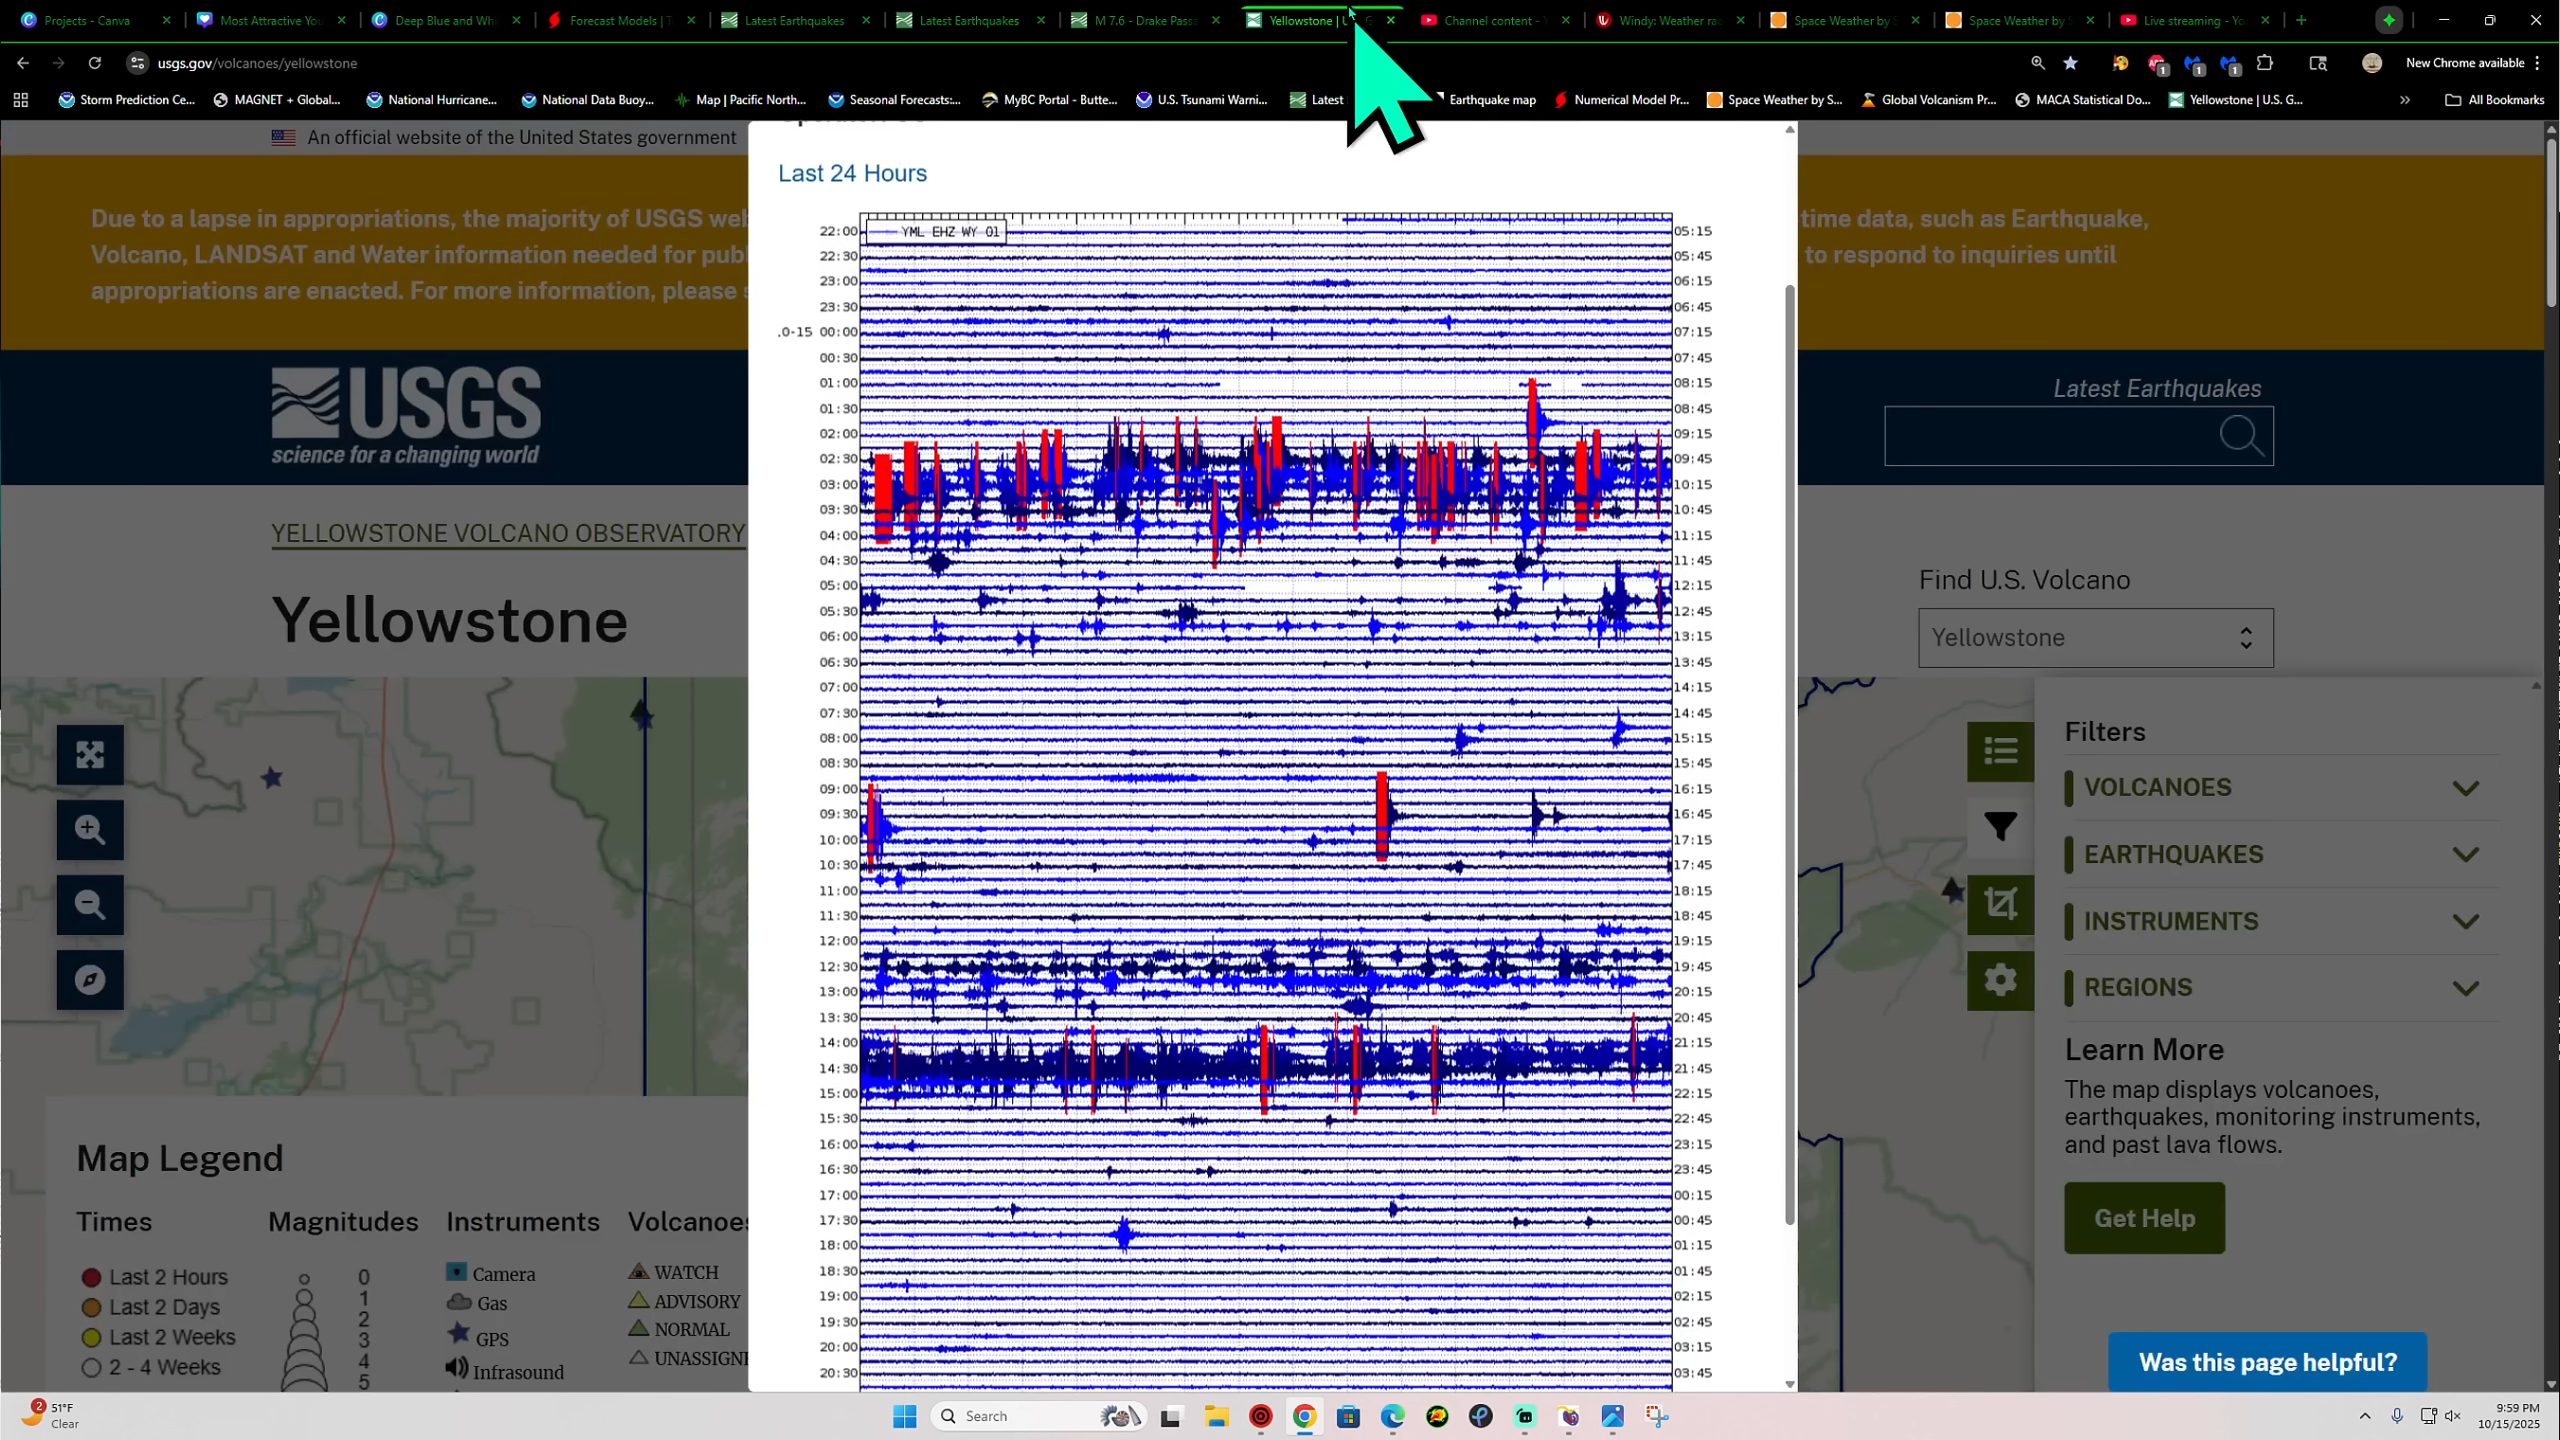 Projects - Canva
Most Attractive You
Deep Blue and Whi
Forecast Models | T
Latest Earthquakes
Latest Earthquakes
M 7.6 - Drake Pass
Yellowstone | U
Channel content - Y
Windy: Weather ra
Space Weather by S
Space Weather by S
Live streaming - Yo
usgs.gov/volcanoes/yellowstone
New Chrome available
Storm Prediction Ce...
MAGNET + Global...
National Hurricane...
National Data Buoy...
Map | Pacific North...
Seasonal Forecasts:...
MyBC Portal - Butte...
U.S. Tsunami Warni...
Latest
Earthquake map
Numerical Model Pr...
Space Weather by S...
Global Volcanism Pr...
MACA Statistical Do...
Yellowstone | U.S. G...
All Bookmarks
An official website of the United States government
Due to a lapse in appropriations, the majority of USGS web
time data, such as Earthquake,
Volcano, LANDSAT and Water information needed for pub
to respond to inquiries until
appropriations are enacted. For more information, please s
USGS
science for a changing world
Latest Earthquakes
YELLOWSTONE VOLCANO OBSERVATORY
Yellowstone
Find U.S. Volcano
Yellowstone
Last 24 Hours
YML EHZ WY 01
22:00 05:15
22:30 05:45
23:00 06:15
23:30 06:45
.0-15 00:00 07:15
00:30 07:45
01:00 08:15
01:30 08:45
02:00 09:15
02:30 09:45
03:00 10:15
03:30 10:45
04:00 11:15
04:30 11:45
05:00 12:15
05:30 12:45
06:00 13:15
06:30 13:45
07:00 14:15
07:30 14:45
08:00 15:15
08:30 15:45
09:00 16:15
09:30 16:45
10:00 17:15
10:30 17:45
11:00 18:15
11:30 18:45
12:00 19:15
12:30 19:45
13:00 20:15
13:30 20:45
14:00 21:15
14:30 21:45
15:00 22:15
15:30 22:45
16:00 23:15
16:30 23:45
17:00 00:15
17:30 00:45
18:00 01:15
18:30 01:45
19:00 02:15
19:30 02:45
20:00 03:15
20:30 03:45
Filters
VOLCANOES
EARTHQUAKES
INSTRUMENTS
REGIONS
Learn More
The map displays volcanoes,
earthquakes, monitoring instruments,
and past lava flows.
Get Help
Was this page helpful?
Map Legend
Times Magnitudes Instruments Volcanoes
Last 2 Hours 0 Camera WATCH
Last 2 Days 1 Gas ADVISORY
Last 2 Weeks 2 GPS NORMAL
2 - 4 Weeks 3 Infrasound UNASSIGNE
4
5
2
51°F
Clear
Search
9:59 PM
10/15/2025